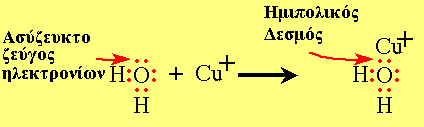 Ασύζευκτο
ζεύγος
ηλεκτρονίων
H:O: + Cu+
H
Ημιπολικός
Δεσμός
Cu+
H:O:
H